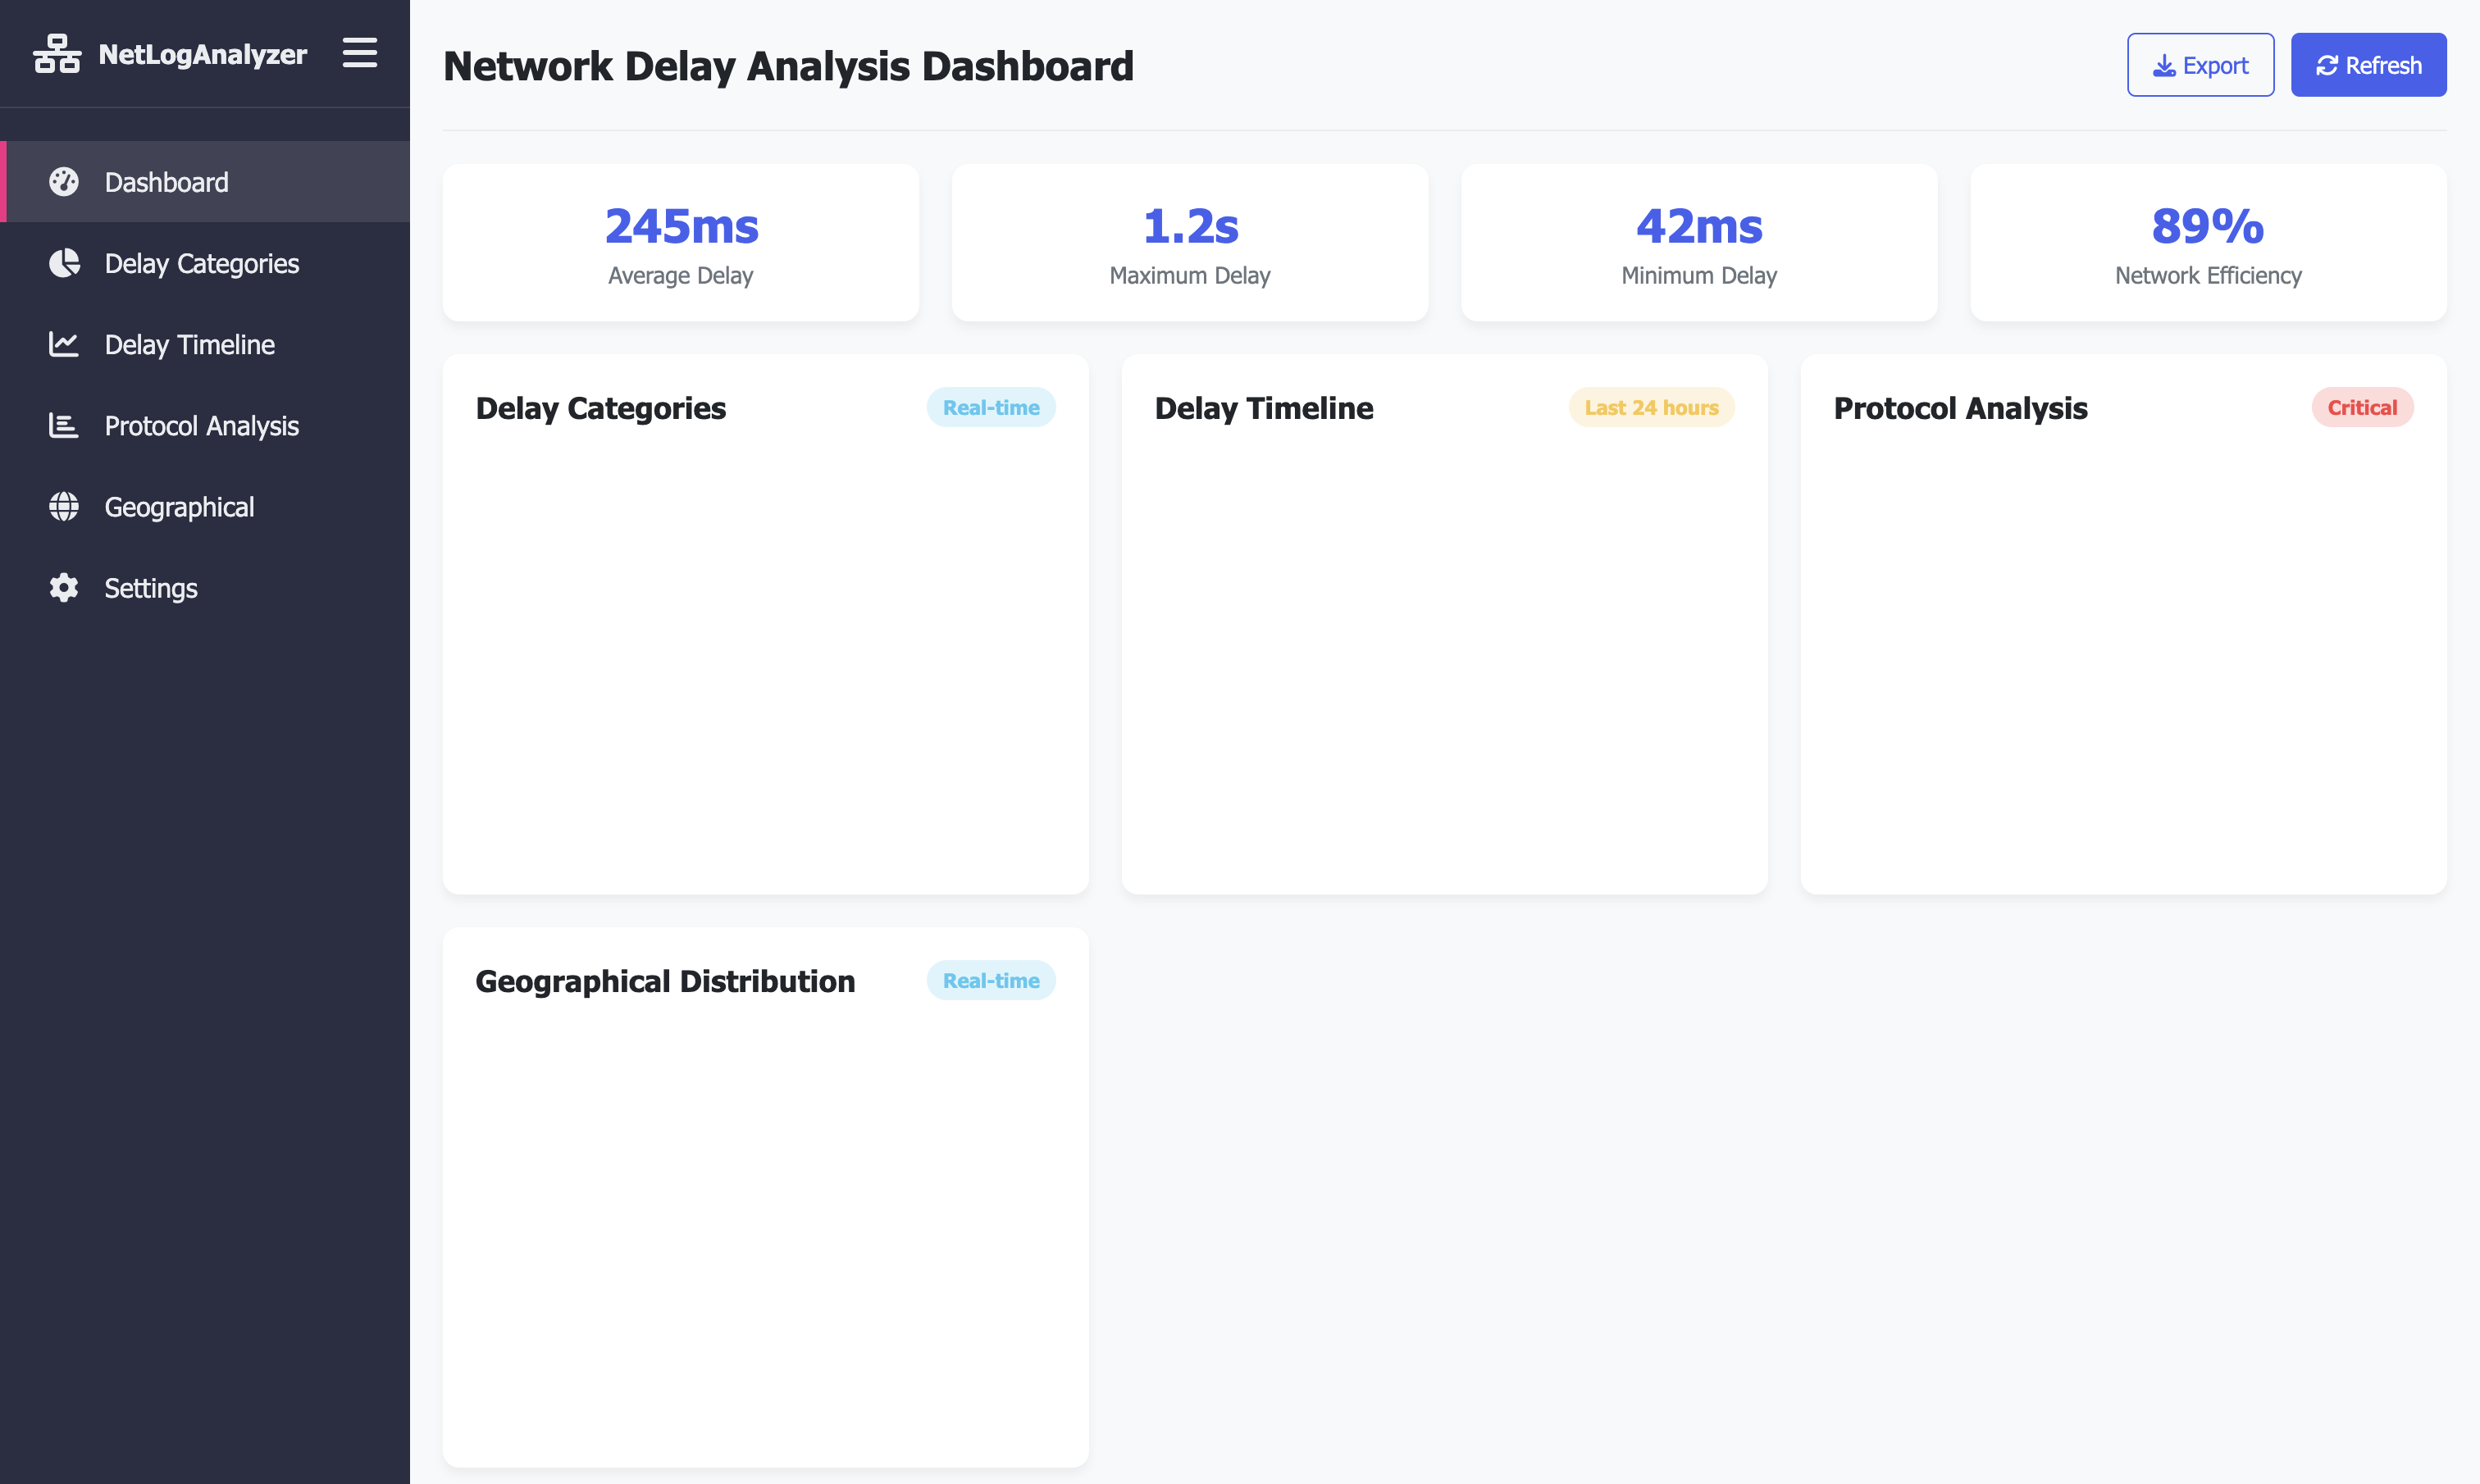 NetLogAnalyzer
Dashboard
Delay Categories
Delay Timeline
Protocol Analysis
Geographical
Settings
Network Delay Analysis Dashboard
Export
Refresh
245ms
Average Delay
1.2s
Maximum Delay
42ms
Minimum Delay
89%
Network Efficiency
Delay Categories
Real-time
Delay Timeline
Last 24 hours
Protocol Analysis
Critical
Geographical Distribution
Real-time